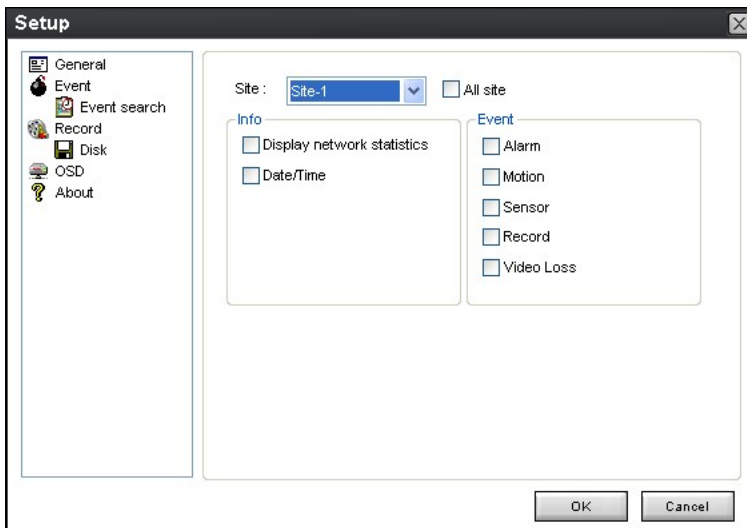 Setup
General
Event
Event search
Record
Disk
OSD
About
Site :
Site-1
All site
Info
Display network statistics
Date/Time
Event
Alarm
Motion
Sensor
Record
Video Loss
OK
Cancel